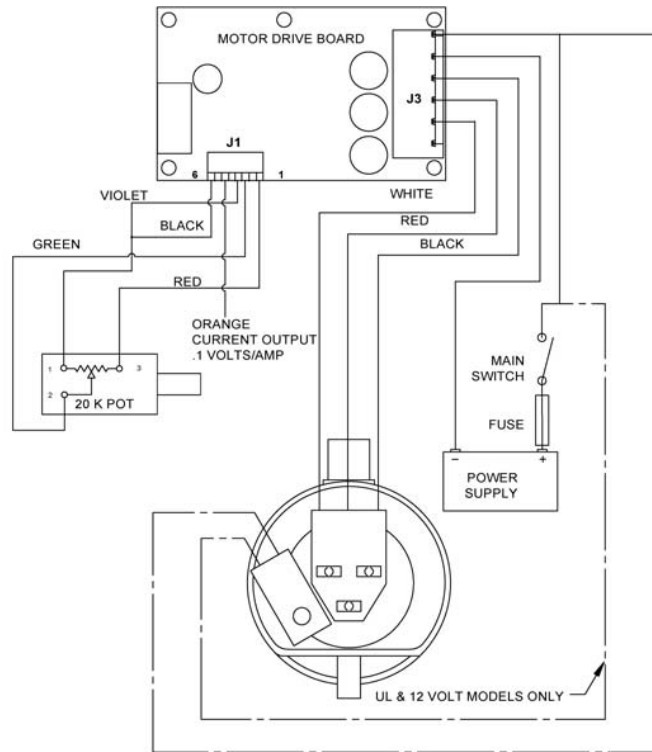 MOTOR DRIVE BOARD
J3
J1
6
1
VIOLET
WHITE
RED
BLACK
BLACK
GREEN
RED
ORANGE
CURRENT OUTPUT
.1 VOLTS/AMP
1
3
2
20 K POT
MAIN
SWITCH
FUSE
–
+
POWER
SUPPLY
UL & 12 VOLT MODELS ONLY